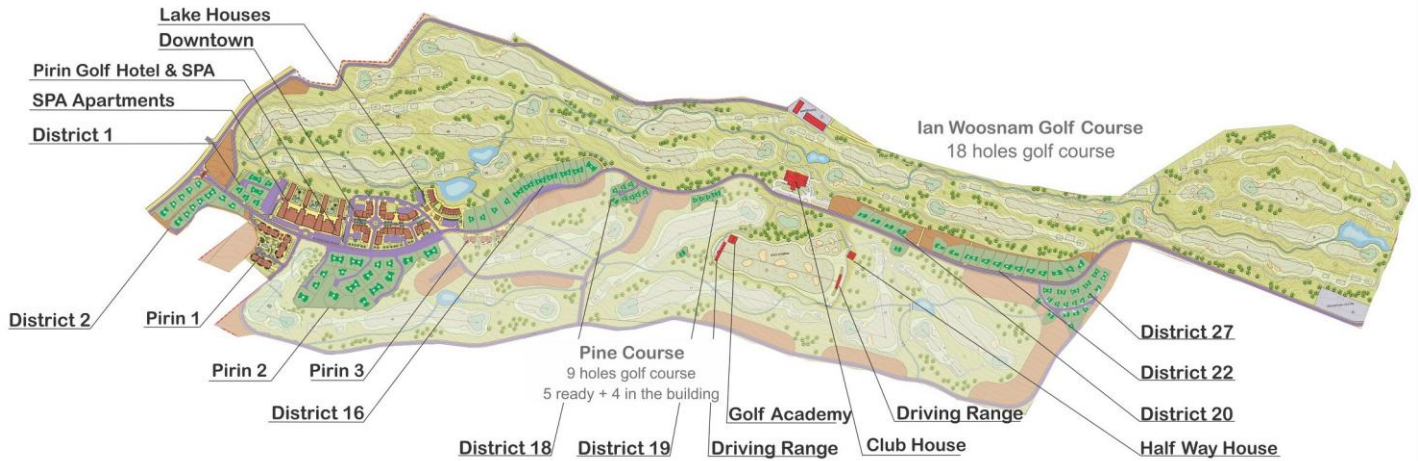 Lake Houses
Downtown
Pirin Golf Hotel & SPA
SPA Apartments
District 1
Ian Woosnam Golf Course
18 holes golf course
District 2
Pirin 1
Pirin 2
Pirin 3
District 16
Pine Course
9 holes golf course
5 ready + 4 in the building
District 18
District 19
Golf Academy
Driving Range
Club House
Driving Range
District 27
District 22
District 20
Half Way House